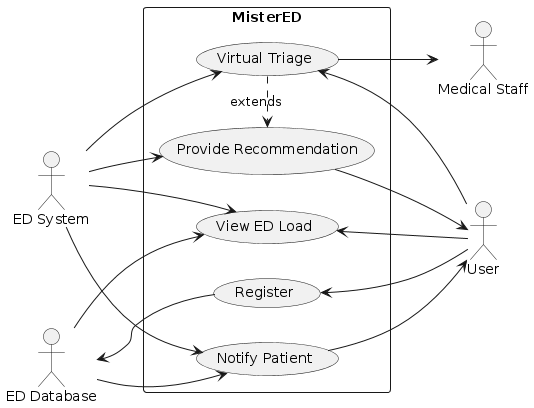 MisterED
Virtual Triage
Medical Staff
extends
Provide Recommendation
ED System
View ED Load
User
Register
Notify Patient
ED Database